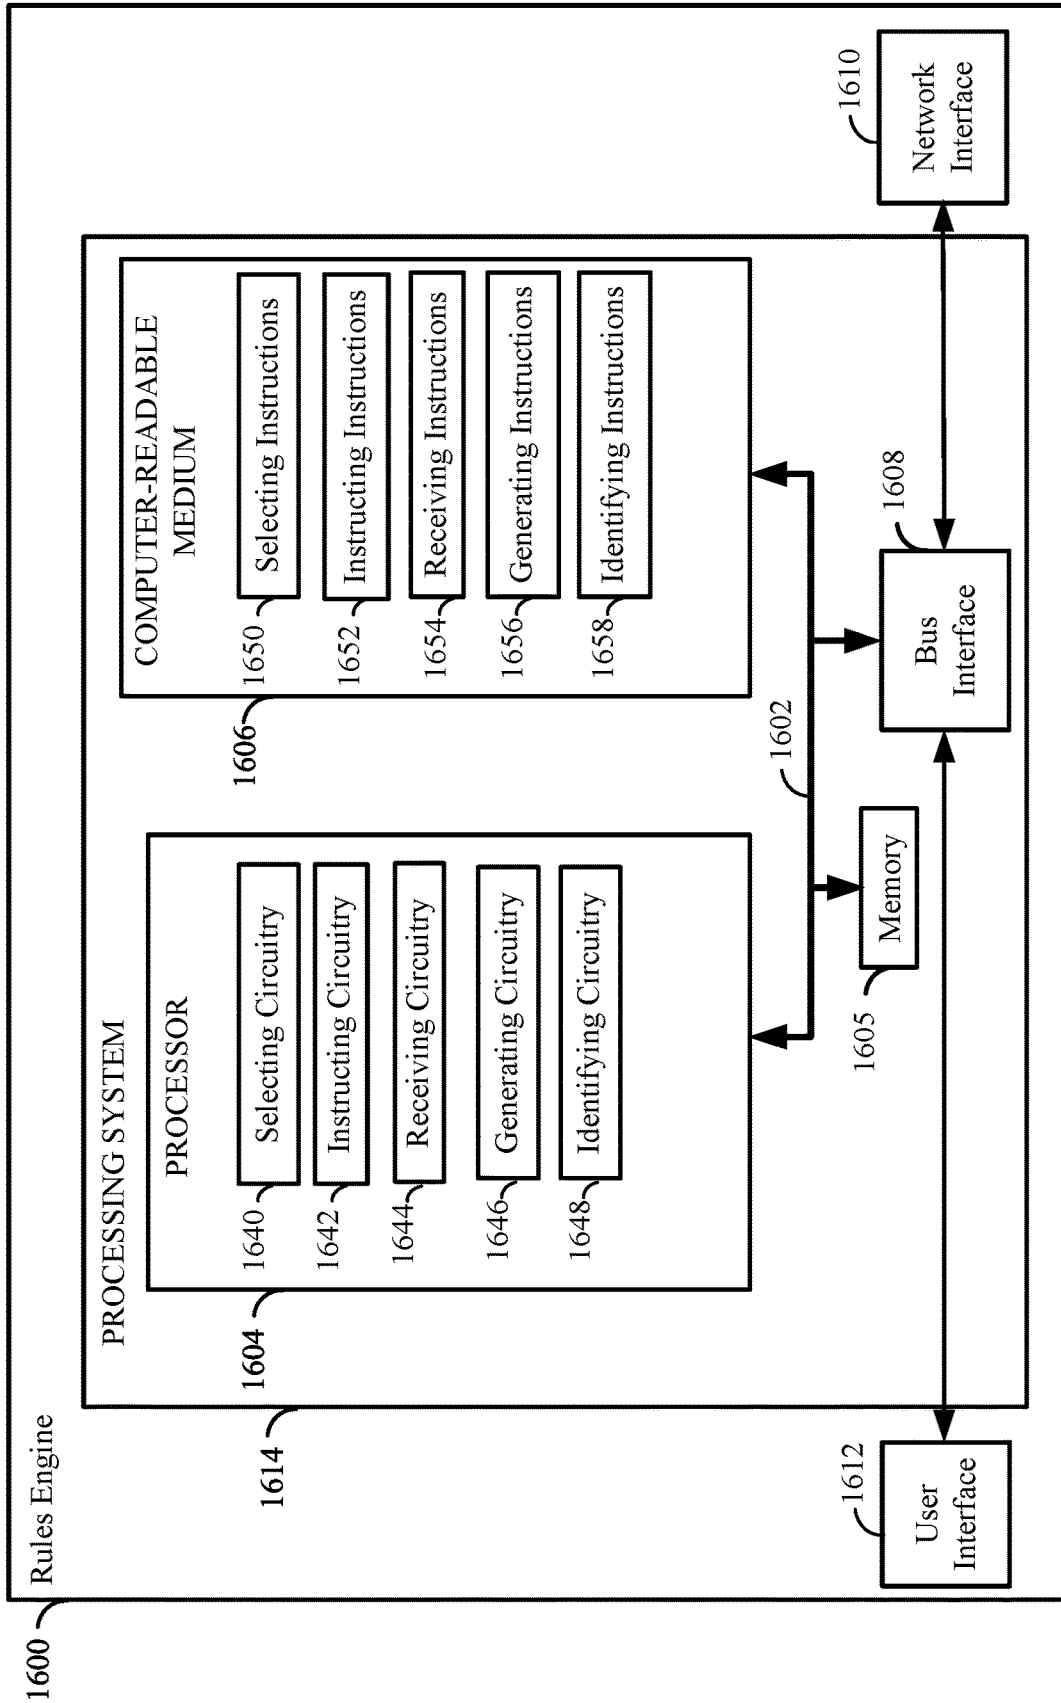 1600
Rules Engine
1614
PROCESSING SYSTEM
1604
PROCESSOR
1640
Selecting Circuitry
1642
Instructing Circuitry
1644
Receiving Circuitry
1646
Generating Circuitry
1648
Identifying Circuitry
1606
COMPUTER-READABLE
MEDIUM
1650
Selecting Instructions
1652
Instructing Instructions
1654
Receiving Instructions
1656
Generating Instructions
1658
Identifying Instructions
1602
1605
Memory
1612
User
Interface
1608
Bus
Interface
1610
Network
Interface